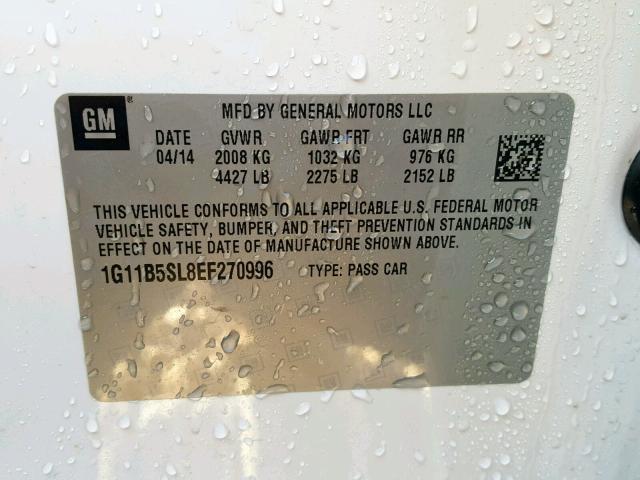 GM ®
MFD BY GENERAL MOTORS LLC
DATE GVWR GAWR FRT GAWR RR
04/14 2008 KG 1032 KG 976 KG
4427 LB 2275 LB 2152 LB
THIS VEHICLE CONFORMS TO ALL APPLICABLE U.S. FEDERAL MOTOR
VEHICLE SAFETY, BUMPER, AND THEFT PREVENTION STANDARDS IN
EFFECT ON THE DATE OF MANUFACTURE SHOWN ABOVE.
1G11B5SL8EF270996 TYPE: PASS CAR